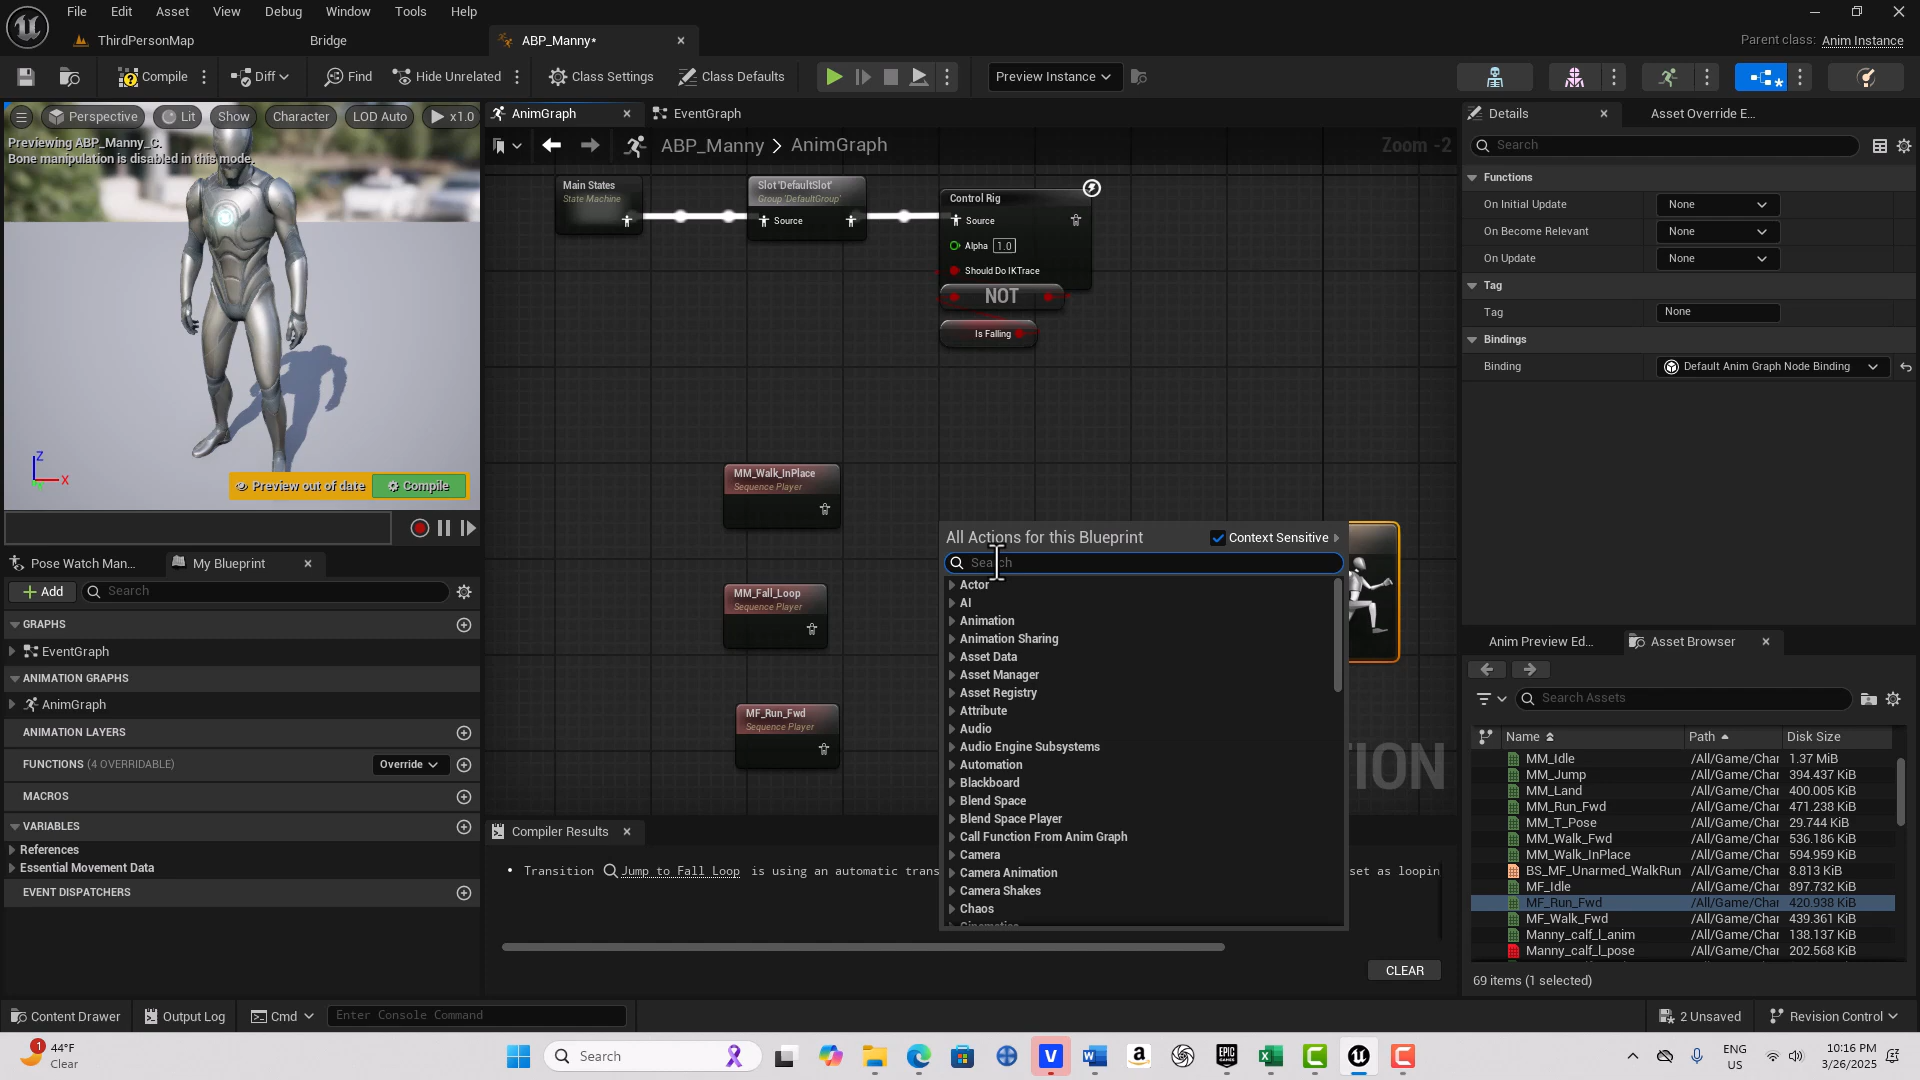 File Edit Asset View Debug Window Tools Help
ThirdPersonMap Bridge ABP_Manny* Parent class: Anim Instance
Compile Diff Find Hide Unrelated Class Settings Class Defaults Preview Instance
Perspective Lit Show Character LOD Auto x1.0
Previewing ABP_Manny_C.
Bone manipulation is disabled in this mode.
Z
X
Preview out of date Compile
Pose Watch Man... My Blueprint
Add Search
GRAPHS
EventGraph
ANIMATION GRAPHS
AnimGraph
ANIMATION LAYERS
FUNCTIONS (4 OVERRIDABLE) Override
MACROS
VARIABLES
References
Essential Movement Data
EVENT DISPATCHERS
AnimGraph EventGraph
ABP_Manny > AnimGraph Zoom -2
Main States
State Machine
Slot 'DefaultSlot'
Group 'DefaultGroup'
Source
Control Rig
Source
Alpha 1.0
Should Do IKTrace
NOT
Is Falling
MM_Walk_InPlace
Sequence Player
MM_Fall_Loop
Sequence Player
MF_Run_Fwd
Sequence Player
All Actions for this Blueprint Context Sensitive
Search
Actor
AI
Animation
Animation Sharing
Asset Data
Asset Manager
Asset Registry
Attribute
Audio
Audio Engine Subsystems
Automation
Blackboard
Blend Space
Blend Space Player
Call Function From Anim Graph
Camera
Camera Animation
Camera Shakes
Chaos
ION
Compiler Results
• Transition Jump to Fall Loop is using an automatic trans set as loopin
CLEAR
Details Asset Override E...
Search
Functions
On Initial Update None
On Become Relevant None
On Update None
Tag
Tag None
Bindings
Binding Default Anim Graph Node Binding
Anim Preview Ed... Asset Browser
Search Assets
Name Path Disk Size
MM_Idle /All/Game/Char 1.37 MiB
MM_Jump /All/Game/Char 394.437 KiB
MM_Land /All/Game/Char 400.005 KiB
MM_Run_Fwd /All/Game/Char 471.238 KiB
MM_T_Pose /All/Game/Char 29.744 KiB
MM_Walk_Fwd /All/Game/Char 536.186 KiB
MM_Walk_InPlace /All/Game/Char 594.959 KiB
BS_MF_Unarmed_WalkRun /All/Game/Char 8.813 KiB
MF_Idle /All/Game/Char 897.732 KiB
MF_Run_Fwd /All/Game/Char 420.938 KiB
MF_Walk_Fwd /All/Game/Char 439.361 KiB
Manny_calf_l_anim /All/Game/Char 138.137 KiB
Manny_calf_l_pose /All/Game/Char 202.568 KiB
69 items (1 selected)
Content Drawer Output Log Cmd Enter Console Command 2 Unsaved Revision Control
1 44°F
Clear
Search
ENG
US
10:16 PM
3/26/2025